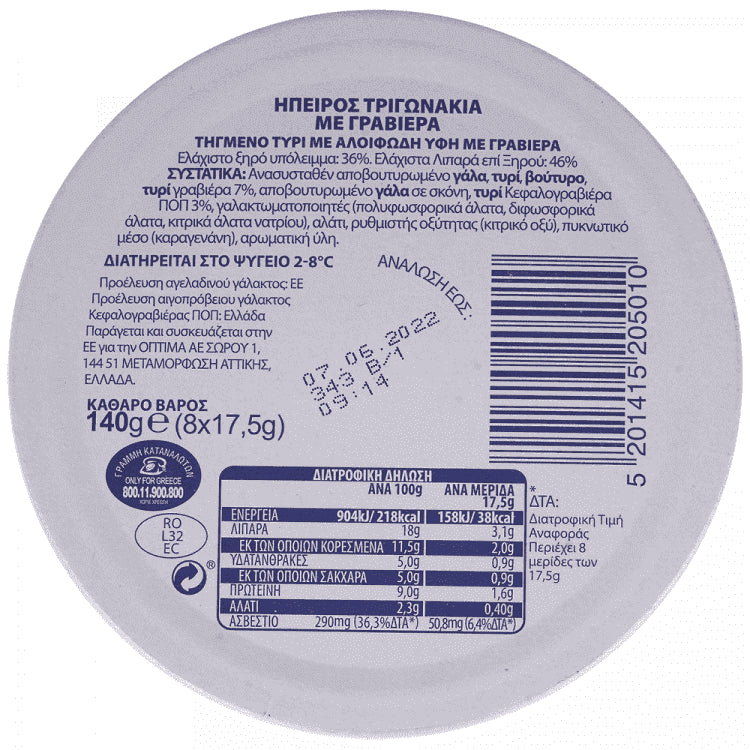 ΗΠΕΙΡΟΣ ΤΡΙΓΩΝΑΚΙΑ
ΜΕ ΓΡΑΒΙΕΡΑ
ΤΗΓΜΕΝΟ ΤΥΡΙ ΜΕ ΑΛΟΙΦΩΔΗ ΥΦΗ ΜΕ ΓΡΑΒΙΕΡΑ
Ελάχιστο ξηρό υπόλειμμα: 36%. Ελάχιστα Λιπαρά επί Ξηρού: 46%
ΣΥΣΤΑΤΙΚΑ: Ανασυσταθέν αποβουτυρωμένο γάλα, τυρί, βούτυρο,
τυρί γραβιέρα 7%, αποβουτυρωμένο γάλα σε σκόνη, τυρί Κεφαλογραβιέρα
ΠΟΠ 3%, γαλακτωματοποιητές (πολυφωσφορικά άλατα, διφωσφορικά
άλατα, κιτρικά άλατα νατρίου), αλάτι, ρυθμιστής οξύτητας (κιτρικό οξύ), πυκνωτικό
μέσο (καραγενάνη), αρωματική ύλη.
ΔΙΑΤΗΡΕΙΤΑΙ ΣΤΟ ΨΥΓΕΙΟ 2-8°C
Προέλευση αγελαδινού γάλακτος: ΕΕ
Προέλευση αιγοπρόβειου γάλακτος
Κεφαλογραβιέρας ΠΟΠ: Ελλάδα
Παράγεται και συσκευάζεται στην
ΕΕ για την ΟΠΤΙΜΑ ΑΕ ΣΩΡΟΥ 1,
144 51 ΜΕΤΑΜΟΡΦΩΣΗ ΑΤΤΙΚΗΣ,
ΕΛΛΑΔΑ.
ΑΝΑΛΩΣΗ ΕΩΣ:
07.06.2022
343 B/1
09:14
5 201415 205010
ΚΑΘΑΡΟ ΒΑΡΟΣ
140g e (8x17,5g)
ΓΡΑΜΜΗ ΚΑΤΑΝΑΛΩΤΩΝ
ONLY FOR GREECE
800.11.900.800
ΧΩΡΙΣ ΧΡΕΩΣΗ
RO
L32
EC
®
ΔΙΑΤΡΟΦΙΚΗ ΔΗΛΩΣΗ
ΑΝΑ 100g ΑΝΑ ΜΕΡΙΔΑ
17,5g
ΕΝΕΡΓΕΙΑ 904kJ/ 218kcal 158kJ/ 38kcal
ΛΙΠΑΡΑ 18g 3,1g
ΕΚ ΤΩΝ ΟΠΟΙΩΝ ΚΟΡΕΣΜΕΝΑ 11,5g 2,0g
ΥΔΑΤΑΝΘΡΑΚΕΣ 5,0g 0,9g
ΕΚ ΤΩΝ ΟΠΟΙΩΝ ΣΑΚΧΑΡΑ 5,0g 0,9g
ΠΡΩΤΕΙΝΗ 9,0g 1,6g
ΑΛΑΤΙ 2,3g 0,40g
ΑΣΒΕΣΤΙΟ 290mg (36,3%ΔΤΑ*) 50,8mg (6,4%ΔΤΑ*)
*
ΔΤΑ:
Διατροφική Τιμή
Αναφοράς
Περιέχει 8
μερίδες των
17,5g